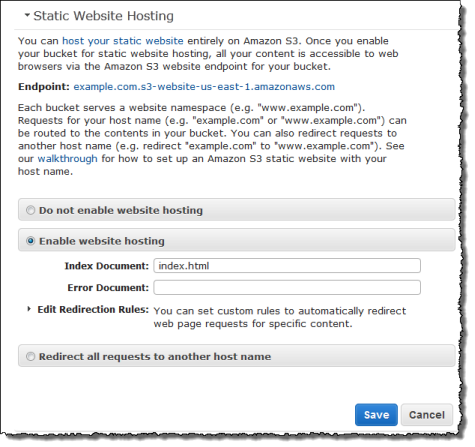 Static Website Hosting
You can host your static website entirely on Amazon S3. Once you enable
your bucket for static website hosting, all your content is accessible to web
browsers via the Amazon S3 website endpoint for your bucket.
Endpoint: example.com.s3-website-us-east-1.amazonaws.com
Each bucket serves a website namespace (e.g. "www.example.com").
Requests for your host name (e.g. "example.com" or "www.example.com") can
be routed to the contents in your bucket. You can also redirect requests to
another host name (e.g. redirect "example.com" to "www.example.com"). See
our walkthrough for how to set up an Amazon S3 static website with your
host name.
Do not enable website hosting
Enable website hosting
Index Document: index.html
Error Document:
Edit Redirection Rules: You can set custom rules to automatically redirect
web page requests for specific content.
Redirect all requests to another host name
Save Cancel